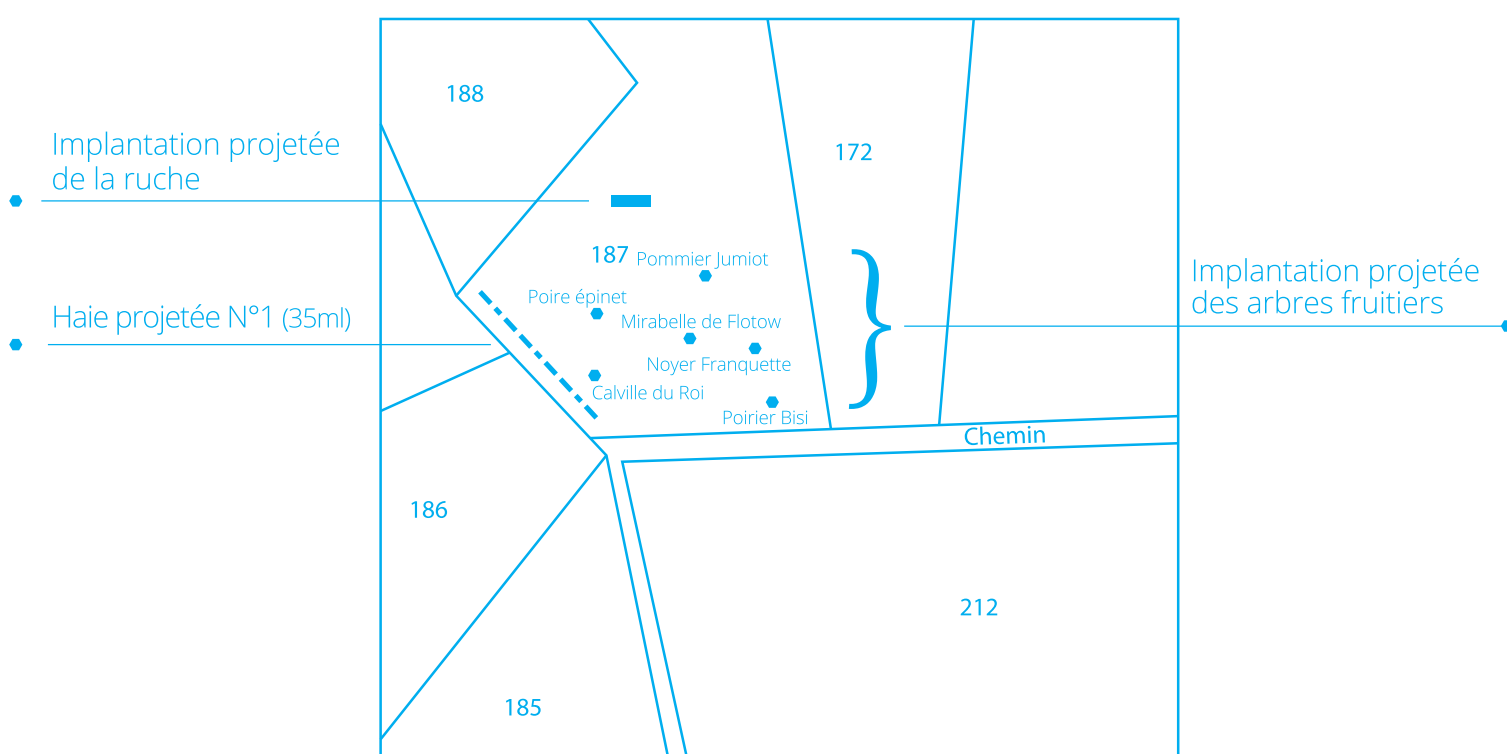 188
Implantation projetée
de la ruche
172
187
Pommier Jumiot
Poire épinet
Haie projetée N°1 (35ml)
Mirabelle de Flotow
Noyer Franquette
Calville du Roi
Poirier Bisi
Implantation projetée
des arbres fruitiers
Chemin
186
212
185